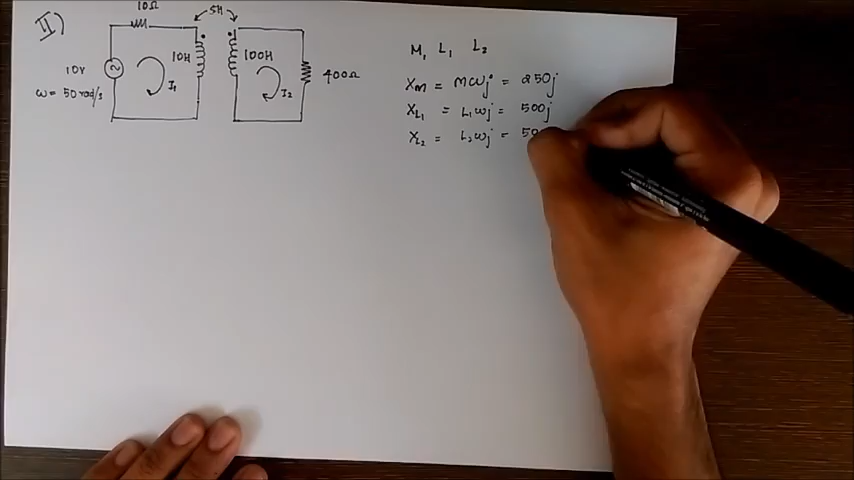 II)
10Ω
5H
10H
100H
400Ω
10V
ω = 50 rad/s
I₁
I₂
M, L₁ L₂
Xm = Mωj = 250j
XL₁ = L₁ωj = 500j
XL₂ = L₂ωj = 50